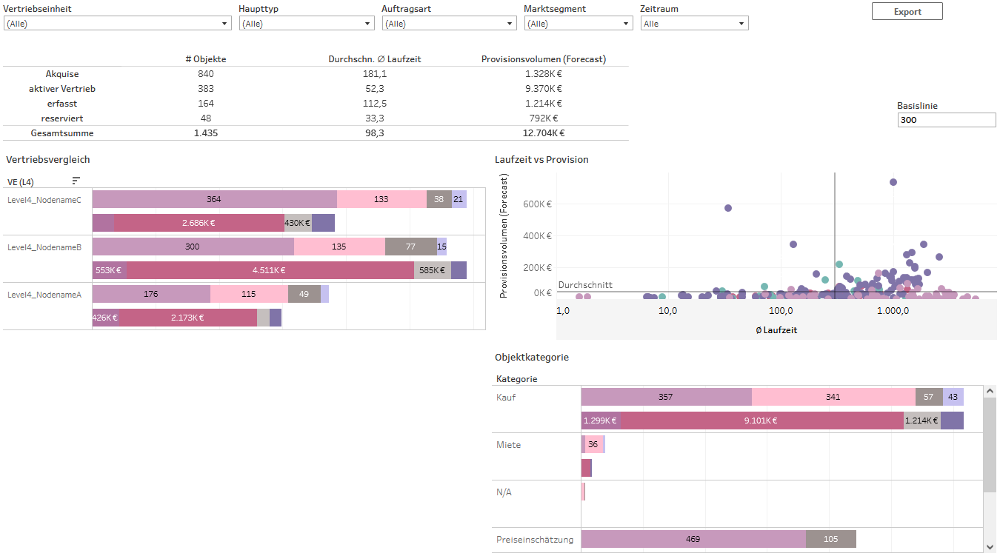 Vertriebseinheit Haupttyp Auftragsart Marktsegment Zeitraum
(Alle) (Alle) (Alle) (Alle) Alle
Export
# Objekte Durchschn. ∅ Laufzeit Provisionsvolumen (Forecast)
Akquise 840 181,1 1.328K €
aktiver Vertrieb 383 52,3 9.370K €
erfasst 164 112,5 1.214K €
reserviert 48 33,3 792K €
Gesamtsumme 1.435 98,3 12.704K €
Basislinie
300
Vertriebsvergleich
VE (L4)
Level4_NodenameC 364 133 38 21
2.686K € 430K €
Level4_NodenameB 300 135 77 15
553K € 4.511K € 585K €
Level4_NodenameA 176 115 49
426K € 2.173K €
Laufzeit vs Provision
Provisionsvolumen (Forecast)
600K €
400K €
200K €
Durchschnitt
0K €
1,0 10,0 100,0 1.000,0
Ø Laufzeit
Objektkategorie
Kategorie
Kauf 357 341 57 43
1.299K € 9.101K € 1.214K €
Miete 36
N/A
Preiseinschätzung 469 105